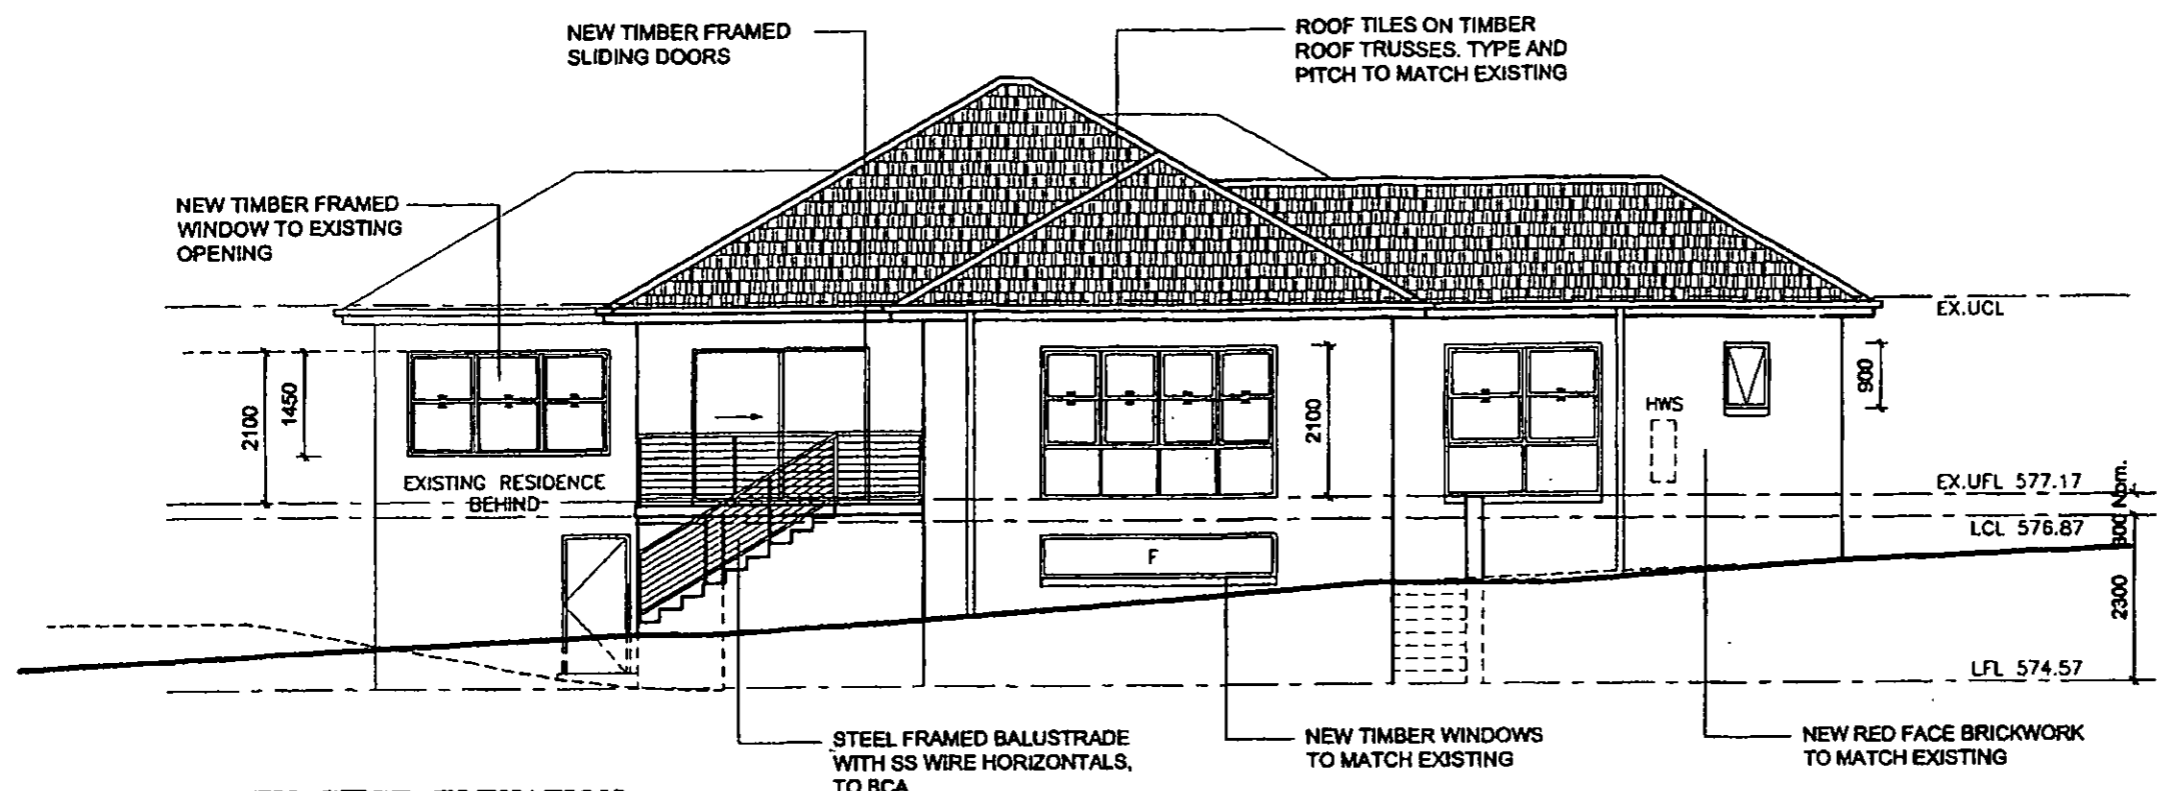 NEW TIMBER FRAMED
SLIDING DOORS
ROOF TILES ON TIMBER
ROOF TRUSSES. TYPE AND
PITCH TO MATCH EXISTING
NEW TIMBER FRAMED
WINDOW TO EXISTING
OPENING
EX.UCL
2100
1450
2100
900
HWS
EXISTING RESIDENCE
BEHIND
EX.UFL 577.17
300 Nom.
LCL 576.87
F
2300
LFL 574.57
STEEL FRAMED BALUSTRADE
WITH SS WIRE HORIZONTALS,
TO BCA
NEW TIMBER WINDOWS
TO MATCH EXISTING
NEW RED FACE BRICKWORK
TO MATCH EXISTING